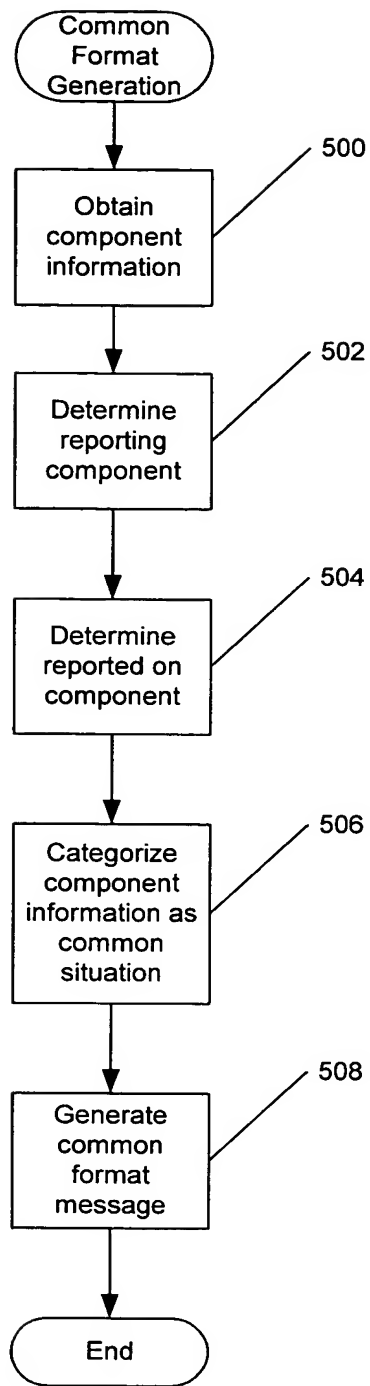 Common
Format
Generation
500
Obtain
component
information
502
Determine
reporting
component
504
Determine
reported on
component
506
Categorize
component
information as
common
situation
508
Generate
common
format
message
End